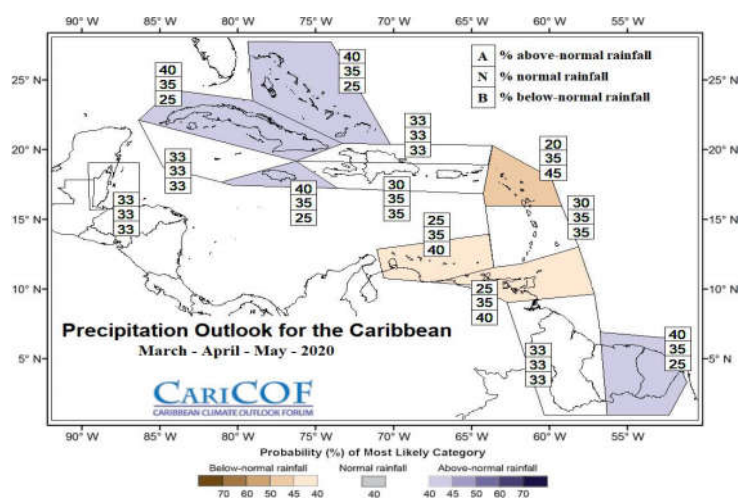 90° W 85° W 80° W 75° W 70° W 65° W 60° W 55° W
A % above-normal rainfall
N % normal rainfall
B % below-normal rainfall
25° N
20° N
15° N
10° N
5° N
40
35
25
40
35
25
33
33
33
20
35
45
33
33
33
33
33
33
40
35
25
30
35
35
30
35
35
25
35
40
25
35
40
33
33
33
40
35
25
Precipitation Outlook for the Caribbean
March - April - May - 2020
CARICOF
CARIBBEAN CLIMATE OUTLOOK FORUM
25° N
20° N
15° N
10° N
5° N
90° W 85° W 80° W 75° W 70° W 65° W 60° W 55° W
Probability (%) of Most Likely Category
Below-normal rainfall Normal rainfall Above-normal rainfall
70 60 50 45 40 40 40 45 50 60 70